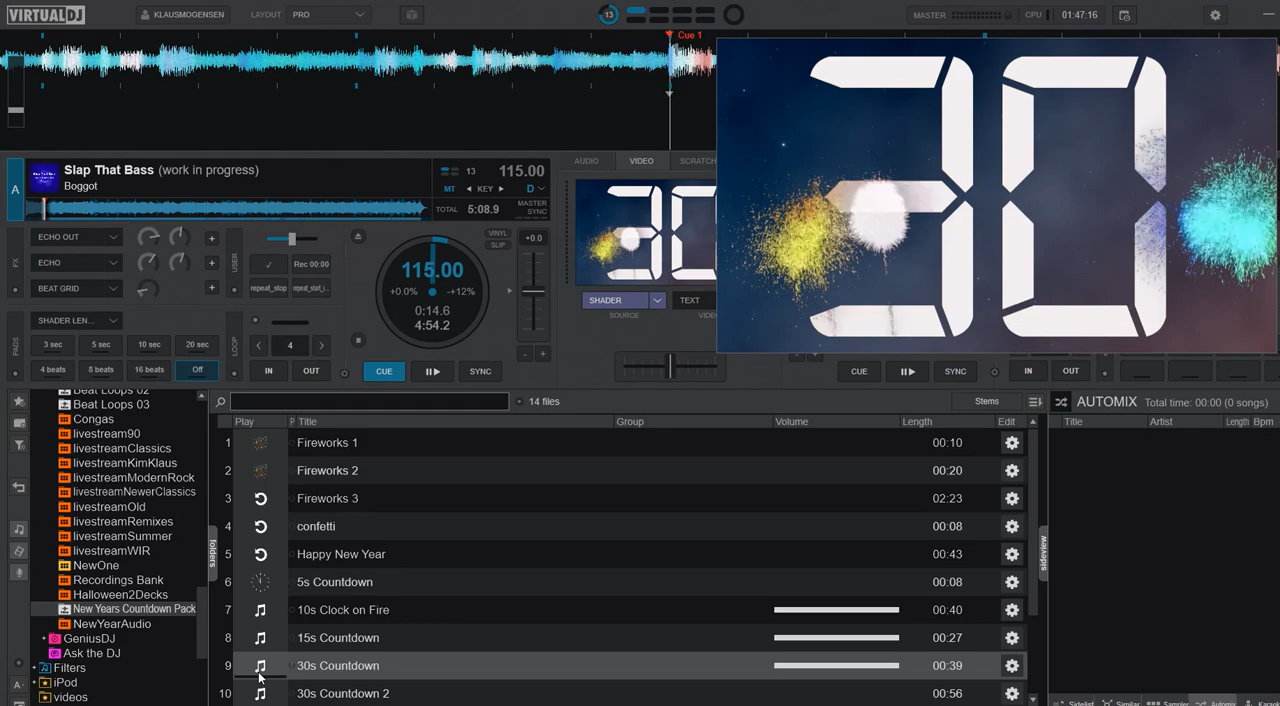 VIRTUALDJ KLAUSMOGENSEN LAYOUT PRO 13 MASTER CPU 01:47:16
Cue 1
30
A Slap That Bass (work in progress) 13 115.00
Boggot MT KEY D
TOTAL 5:08.9 MASTER SYNC
AUDIO VIDEO SCRATCH
30
FX ECHO OUT USER VINYL +0.0
SLIP
ECHO Rec 00:00
BEAT GRID repeat_stop repeat_start_i...
115.00
+0.0% -+12%
0:14.6
4:54.2
SHADER TEXT
SOURCE
PADS SHADER LEN... LOOP
3 sec 5 sec 10 sec 20 sec 4
4 beats 8 beats 16 beats Off IN OUT CUE SYNC CUE SYNC IN OUT
Beat Loops 02
Beat Loops 03
Congas
livestream90
livestreamClassics
livestreamKimKlaus
livestreamModernRock
livestreamNewerClassics
livestreamOld
livestreamRemixes
livestreamSummer
livestreamWIR
NewOne
Recordings Bank
Halloween2Decks
New Years Countdown Pack
NewYearAudio
GeniusDJ
Ask the DJ
Filters
iPod
videos
folders
14 files Stems
Play Title Group Volume Length Edit
1 Fireworks 1 00:10
2 Fireworks 2 00:20
3 Fireworks 3 02:23
4 confetti 00:08
5 Happy New Year 00:43
6 5s Countdown 00:08
7 10s Clock on Fire 00:40
8 15s Countdown 00:27
9 30s Countdown 00:39
10 30s Countdown 2 00:56
sideview
AUTOMIX Total time: 00:00 (0 songs)
Title Artist Length Bpm
Sidelist Similar Sampler Automix Karaok